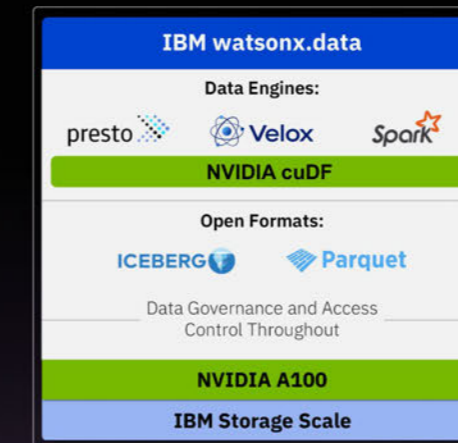 IBM watsonx.data
Data Engines:
presto Velox Spark
NVIDIA cuDF
Open Formats:
ICEBERG Parquet
Data Governance and Access
Control Throughout
NVIDIA A100
IBM Storage Scale